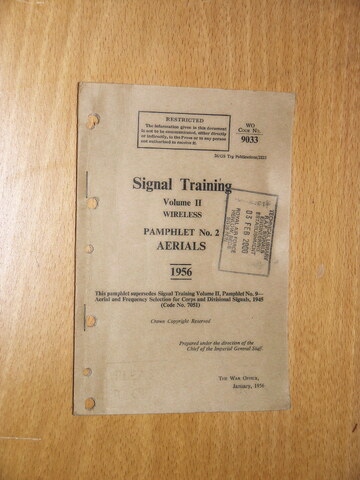 RESTRICTED
The information given in this document
is not to be communicated, either directly
or indirectly, to the Press or to any person
not authorized to receive it.
WO
CODE No.
9033
Signal Training
Volume II
WIRELESS
PAMPHLET No. 2
AERIALS
05 FEB 2000
1956
This pamphlet supersedes Signal Training Volume II, Pamphlet No. 9—
Aerial and Frequency Selection for Corps and Divisional Signals, 1945
(Code No. 7081)
Crown Copyright Reserved
Prepared under the direction of the
Chief of the Imperial General Staff
THE WAR OFFICE,
January, 1956